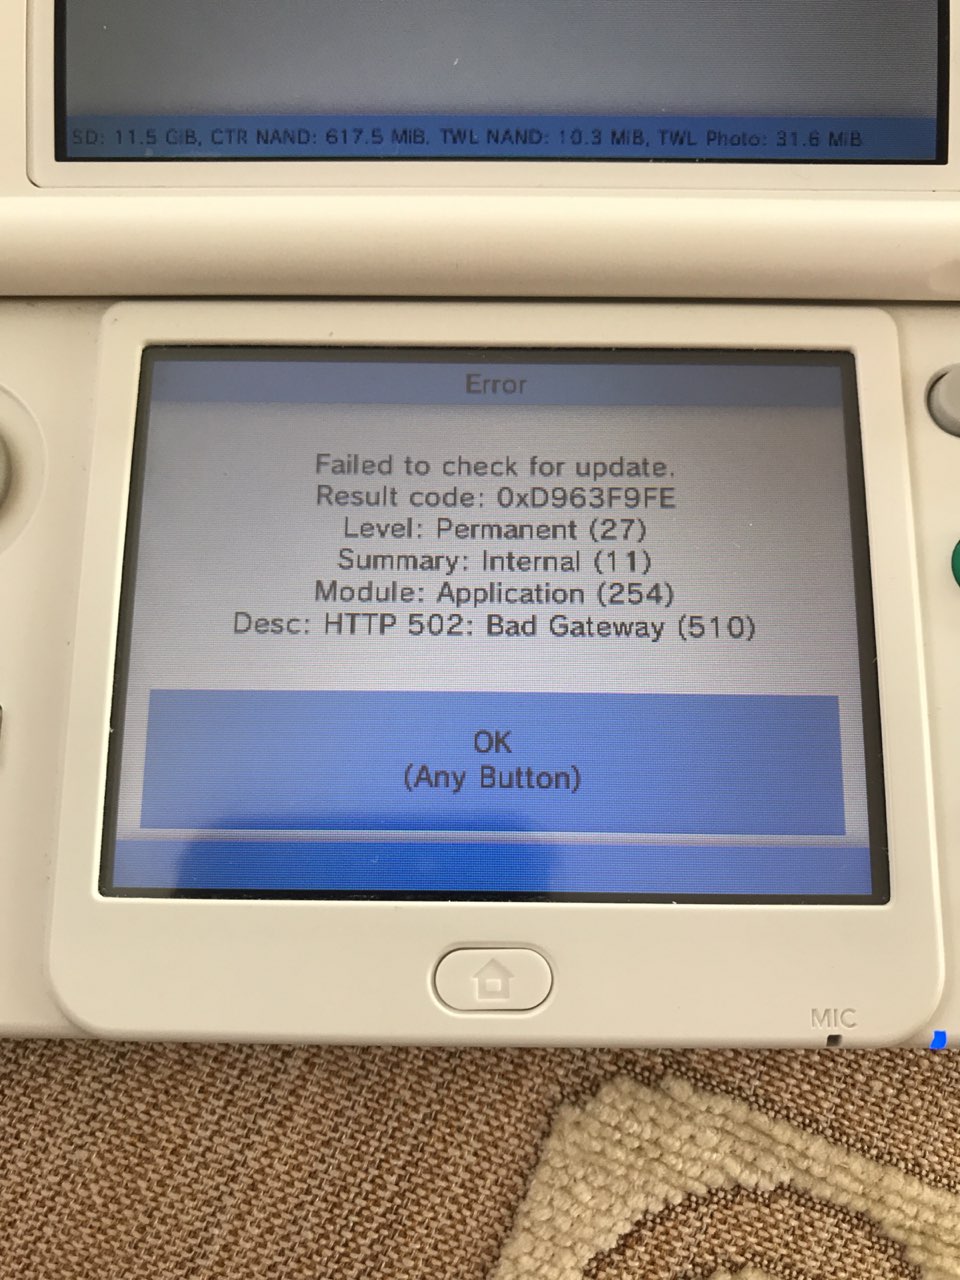 SD: 11.5 GiB, CTR NAND: 617.5 MiB, TWL NAND: 10.3 MiB, TWL Photo: 31.6 MiB
Error
Failed to check for update.
Result code: 0xD963F9FE
Level: Permanent (27)
Summary: Internal (11)
Module: Application (254)
Desc: HTTP 502: Bad Gateway (510)
OK
(Any Button)
MIC